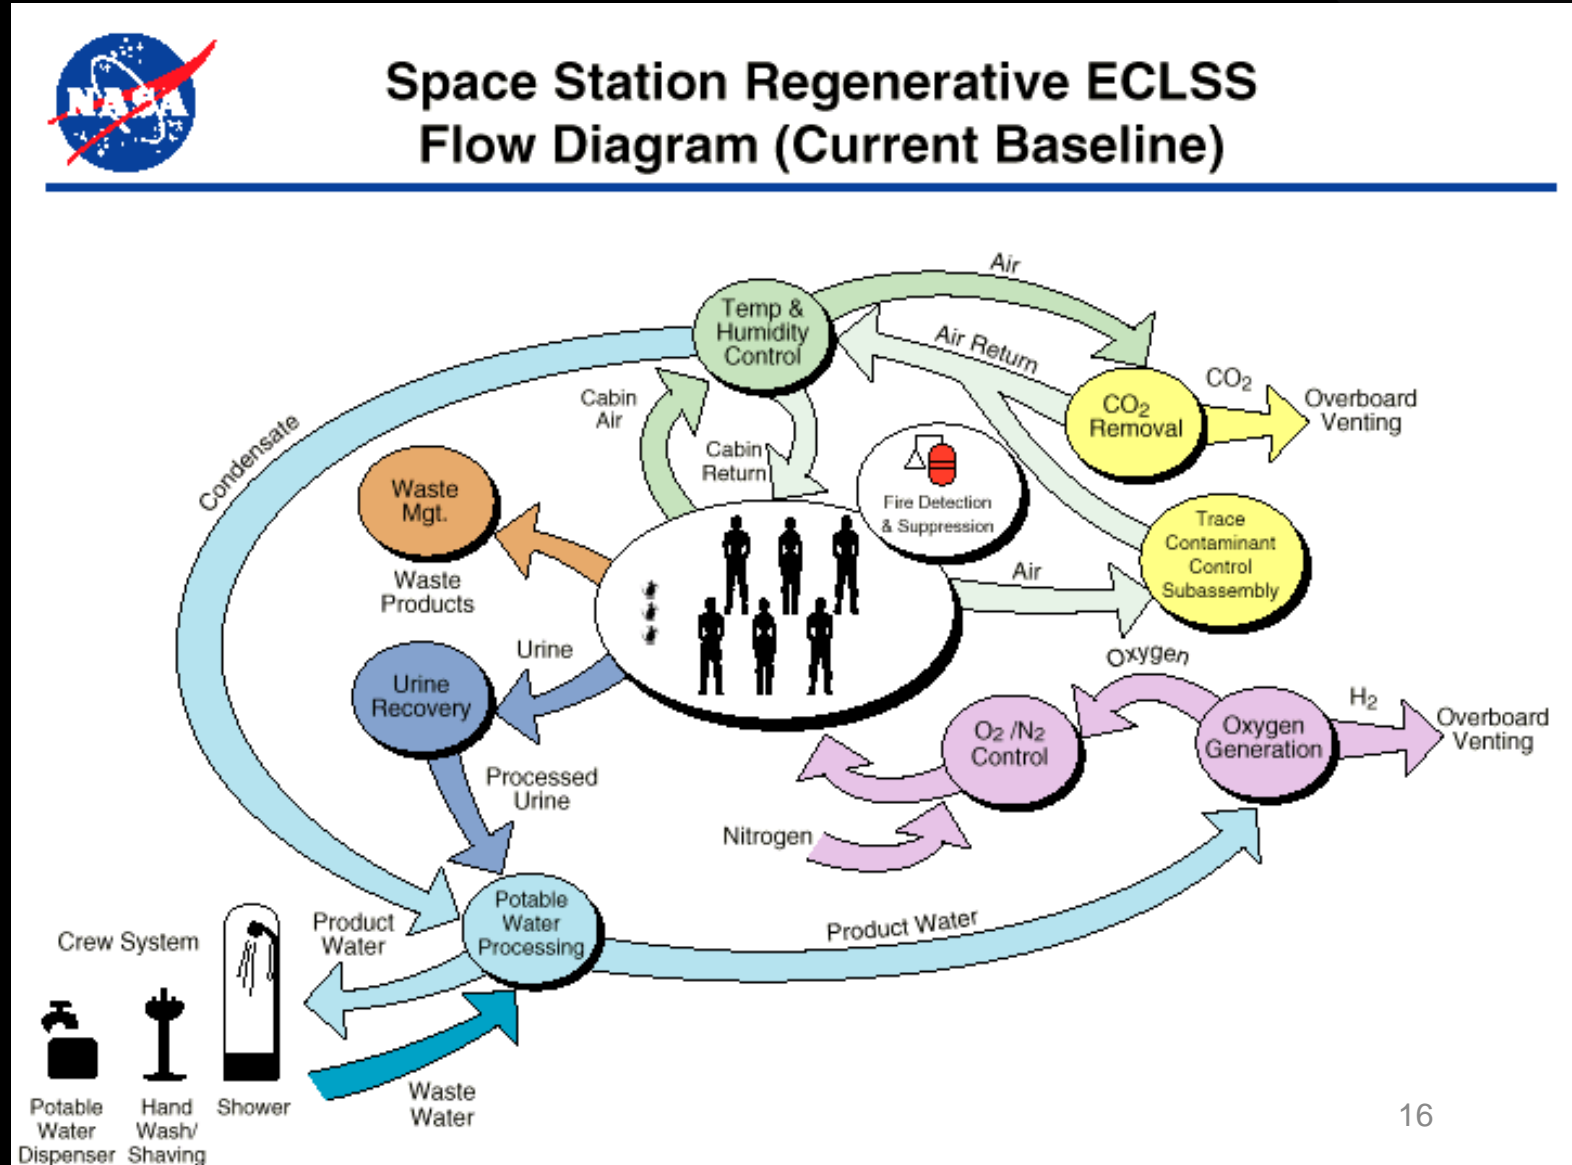 NASA
Space Station Regenerative ECLSS
Flow Diagram (Current Baseline)
Air
Temp &
Humidity
Control
Air Return
CO2
Removal
CO2
Overboard
Venting
Cabin
Air
Cabin
Return
Condensate
Waste
Mgt.
Waste
Products
Fire Detection
& Suppression
Trace
Contaminant
Control
Subassembly
Air
Urine
Urine
Recovery
Oxygen
O2 /N2
Control
Oxygen
Generation
H2
Overboard
Venting
Processed
Urine
Nitrogen
Potable
Water
Processing
Product Water
Product
Water
Crew System
Waste
Water
Potable
Water
Dispenser
Hand
Wash/
Shaving
Shower
16